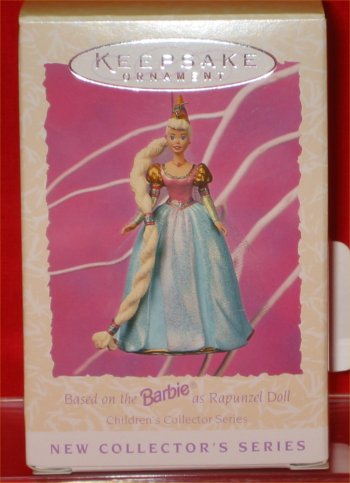 KEEPSAKE
ORNAMENT
Based on the Barbie as Rapunzel Doll
Children's Collector Series
NEW COLLECTOR'S SERIES